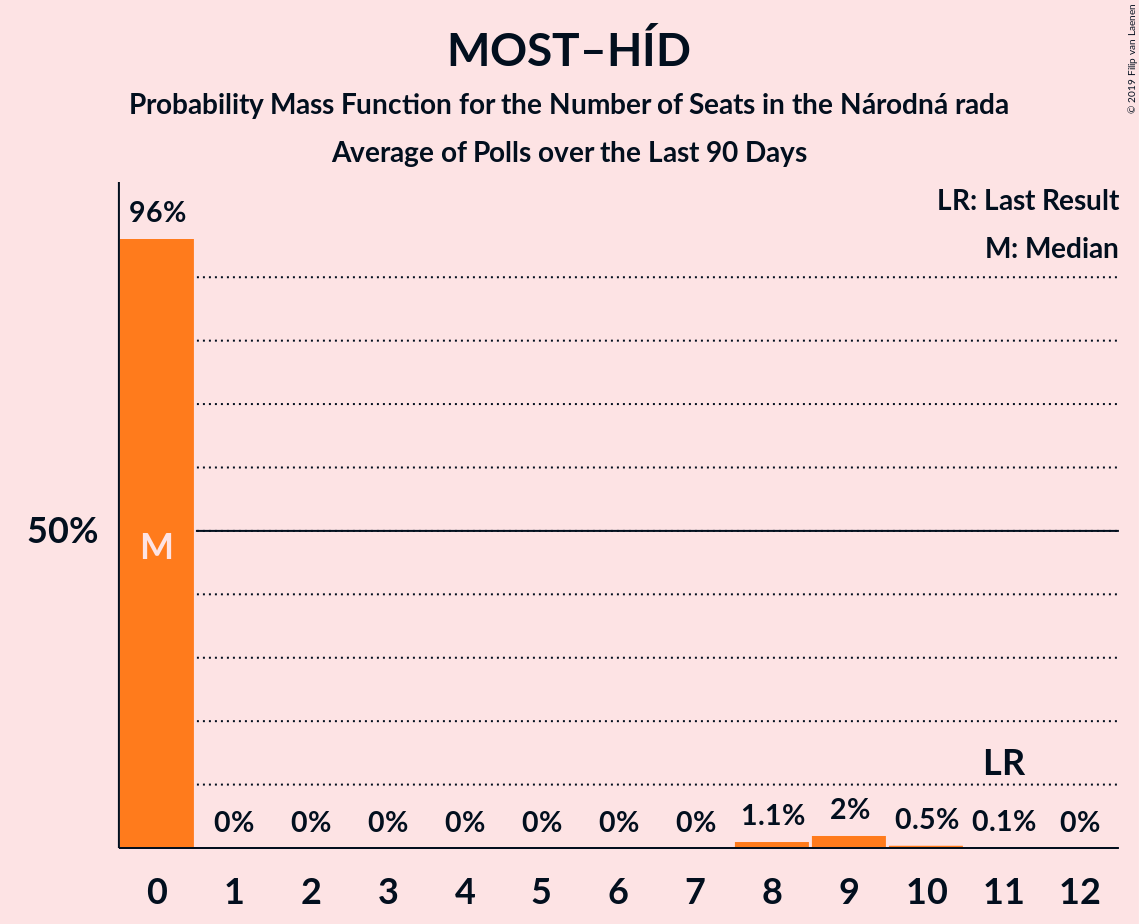 MOST–HÍD
Probability Mass Function for the Number of Seats in the Národná rada
Average of Polls over the Last 90 Days
© 2019 Filip van Laenen
LR: Last Result
M: Median
96%
50%
M
LR
0% 0% 0% 0% 0% 0% 0% 1.1% 2% 0.5% 0.1% 0%
0 1 2 3 4 5 6 7 8 9 10 11 12